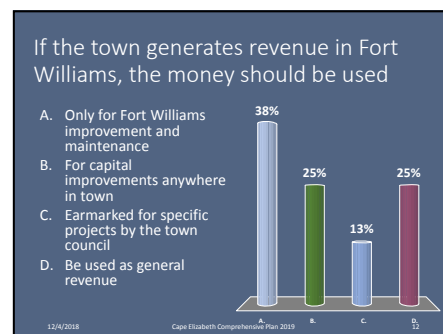 If the town generates revenue in Fort
Williams, the money should be used
A. Only for Fort Williams
improvement and
maintenance
B. For capital
improvements anywhere
in town
C. Earmarked for specific
projects by the town
council
D. Be used as general
revenue
38%
25%
13%
25%
A. B. C. D.
12/4/2018 Cape Elizabeth Comprehensive Plan 2019 12